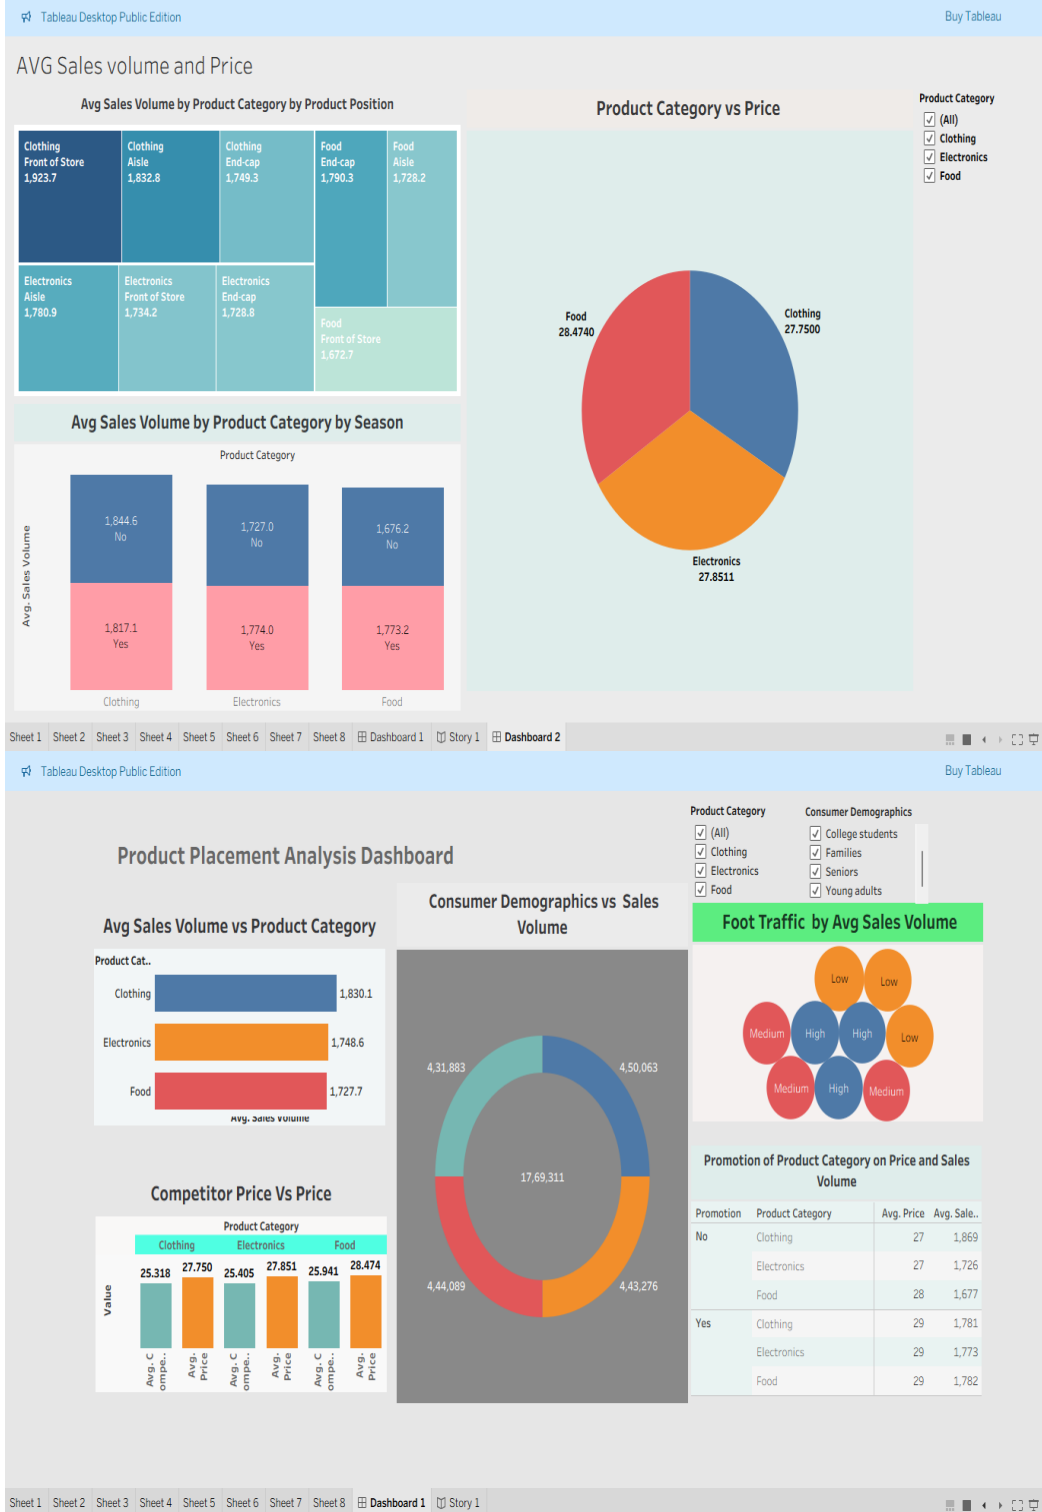 Tableau Desktop Public Edition
Buy Tableau
AVG Sales volume and Price
Avg Sales Volume by Product Category by Product Position
Clothing
Front of Store
1,923.7
Clothing
Aisle
1,832.8
Clothing
End-cap
1,749.3
Food
End-cap
1,790.3
Food
Aisle
1,728.2
Electronics
Aisle
1,780.9
Electronics
Front of Store
1,734.2
Electronics
End-cap
1,728.8
Food
Front of Store
1,672.7
Product Category vs Price
Food
28.4740
Clothing
27.7500
Electronics
27.8511
Product Category
(All)
Clothing
Electronics
Food
Avg Sales Volume by Product Category by Season
Product Category
Avg. Sales Volume
1,844.6
No
1,727.0
No
1,676.2
No
1,817.1
Yes
1,774.0
Yes
1,773.2
Yes
Clothing
Electronics
Food
Sheet 1 Sheet 2 Sheet 3 Sheet 4 Sheet 5 Sheet 6 Sheet 7 Sheet 8 Dashboard 1 Story 1 Dashboard 2
Tableau Desktop Public Edition
Buy Tableau
Product Placement Analysis Dashboard
Product Category
(All)
Clothing
Electronics
Food
Consumer Demographics
College students
Families
Seniors
Young adults
Avg Sales Volume vs Product Category
Product Cat..
Clothing
1,830.1
Electronics
1,748.6
Food
1,727.7
Avg. Sales Volume
Consumer Demographics vs Sales
Volume
4,31,883
4,50,063
17,69,311
4,44,089
4,43,276
Foot Traffic by Avg Sales Volume
Low
Low
Medium
High
High
Low
Medium
High
Medium
Competitor Price Vs Price
Product Category
Clothing
Electronics
Food
Value
25.318
27.750
25.405
27.851
25.941
28.474
Avg. C
ompe..
Avg.
Price
Avg. C
ompe..
Avg.
Price
Avg. C
ompe..
Avg.
Price
Promotion of Product Category on Price and Sales
Volume
Promotion Product Category Avg. Price Avg. Sale..
No Clothing 27 1,869
Electronics 27 1,726
Food 28 1,677
Yes Clothing 29 1,781
Electronics 29 1,773
Food 29 1,782
Sheet 1 Sheet 2 Sheet 3 Sheet 4 Sheet 5 Sheet 6 Sheet 7 Sheet 8 Dashboard 1 Story 1